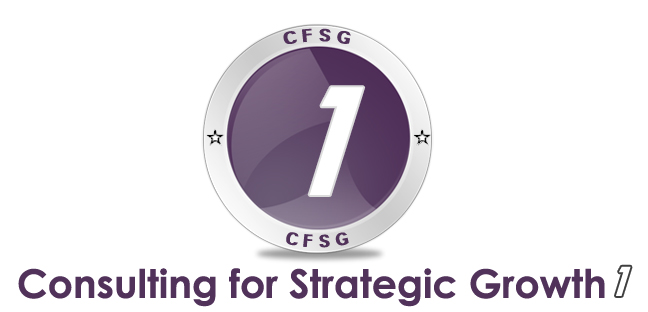 CFSG
1
CFSG
Consulting for Strategic Growth 1